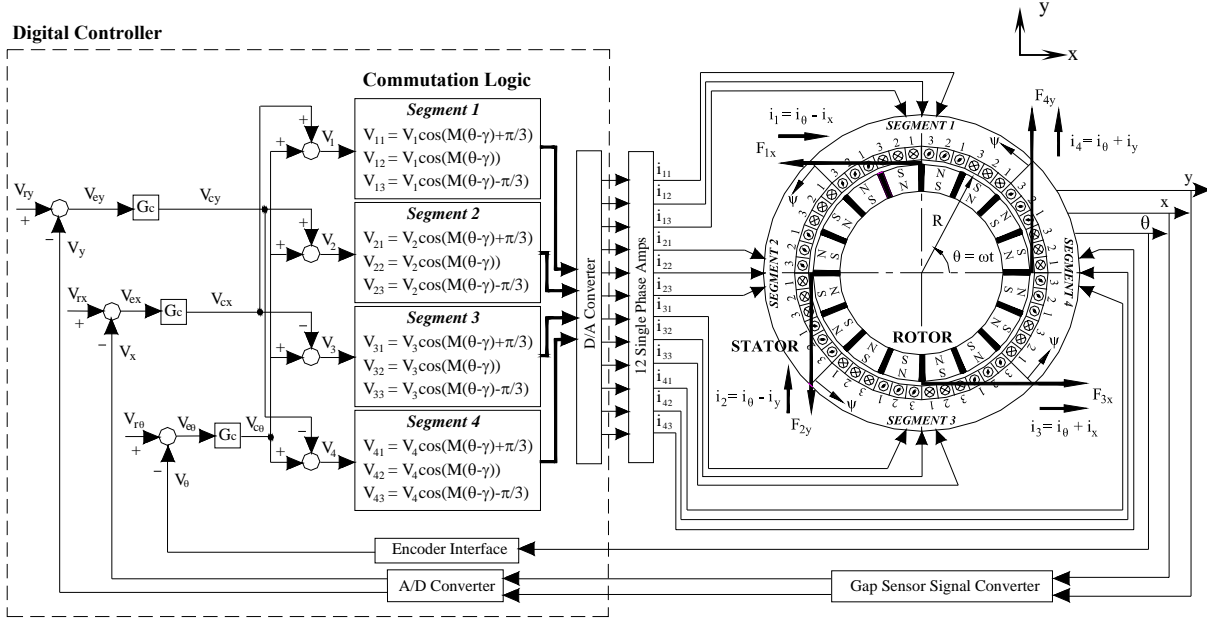 Digital Controller
Commutation Logic
Segment 1
V11 = V1cos(M(θ-γ)+π/3)
V12 = V1cos(M(θ-γ))
V13 = V1cos(M(θ-γ)-π/3)
Segment 2
V21 = V2cos(M(θ-γ)+π/3)
V22 = V2cos(M(θ-γ))
V23 = V2cos(M(θ-γ)-π/3)
Segment 3
V31 = V3cos(M(θ-γ)+π/3)
V32 = V3cos(M(θ-γ))
V33 = V3cos(M(θ-γ)-π/3)
Segment 4
V41 = V4cos(M(θ-γ)+π/3)
V42 = V4cos(M(θ-γ))
V43 = V4cos(M(θ-γ)-π/3)
Vry
+
−
Vey
Gc
Vcy
Vy
Vrx
+
−
Vex
Gc
Vcx
Vx
Vrθ
+
−
Veθ
Gc
Vcθ
Vθ
+
+
V1
+
+
V2
−
+
V3
−
+
V4
D/A Converter
12 Single Phase Amps
i11
i12
i13
i21
i22
i23
i31
i32
i33
i41
i42
i43
Encoder Interface
A/D Converter
Gap Sensor Signal Converter
y
x
i1 = iθ - ix
F1x
F4y
i4 = iθ + iy
SEGMENT 1
SEGMENT 2
SEGMENT 3
SEGMENT 4
ψ
ψ
ψ
ψ
R
θ = ωt
STATOR
ROTOR
i2 = iθ - iy
F2y
F3x
i3 = iθ + ix
y
x
θ